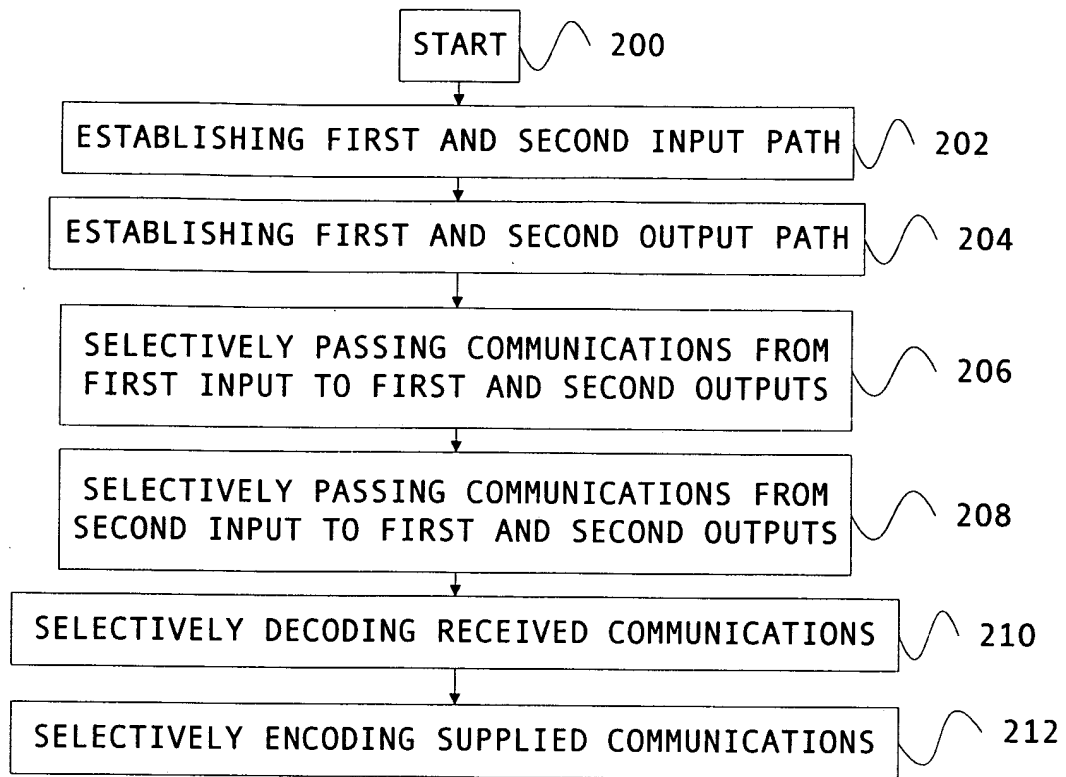 START 200
ESTABLISHING FIRST AND SECOND INPUT PATH 202
ESTABLISHING FIRST AND SECOND OUTPUT PATH 204
SELECTIVELY PASSING COMMUNICATIONS FROM
FIRST INPUT TO FIRST AND SECOND OUTPUTS 206
SELECTIVELY PASSING COMMUNICATIONS FROM
SECOND INPUT TO FIRST AND SECOND OUTPUTS 208
SELECTIVELY DECODING RECEIVED COMMUNICATIONS 210
SELECTIVELY ENCODING SUPPLIED COMMUNICATIONS 212